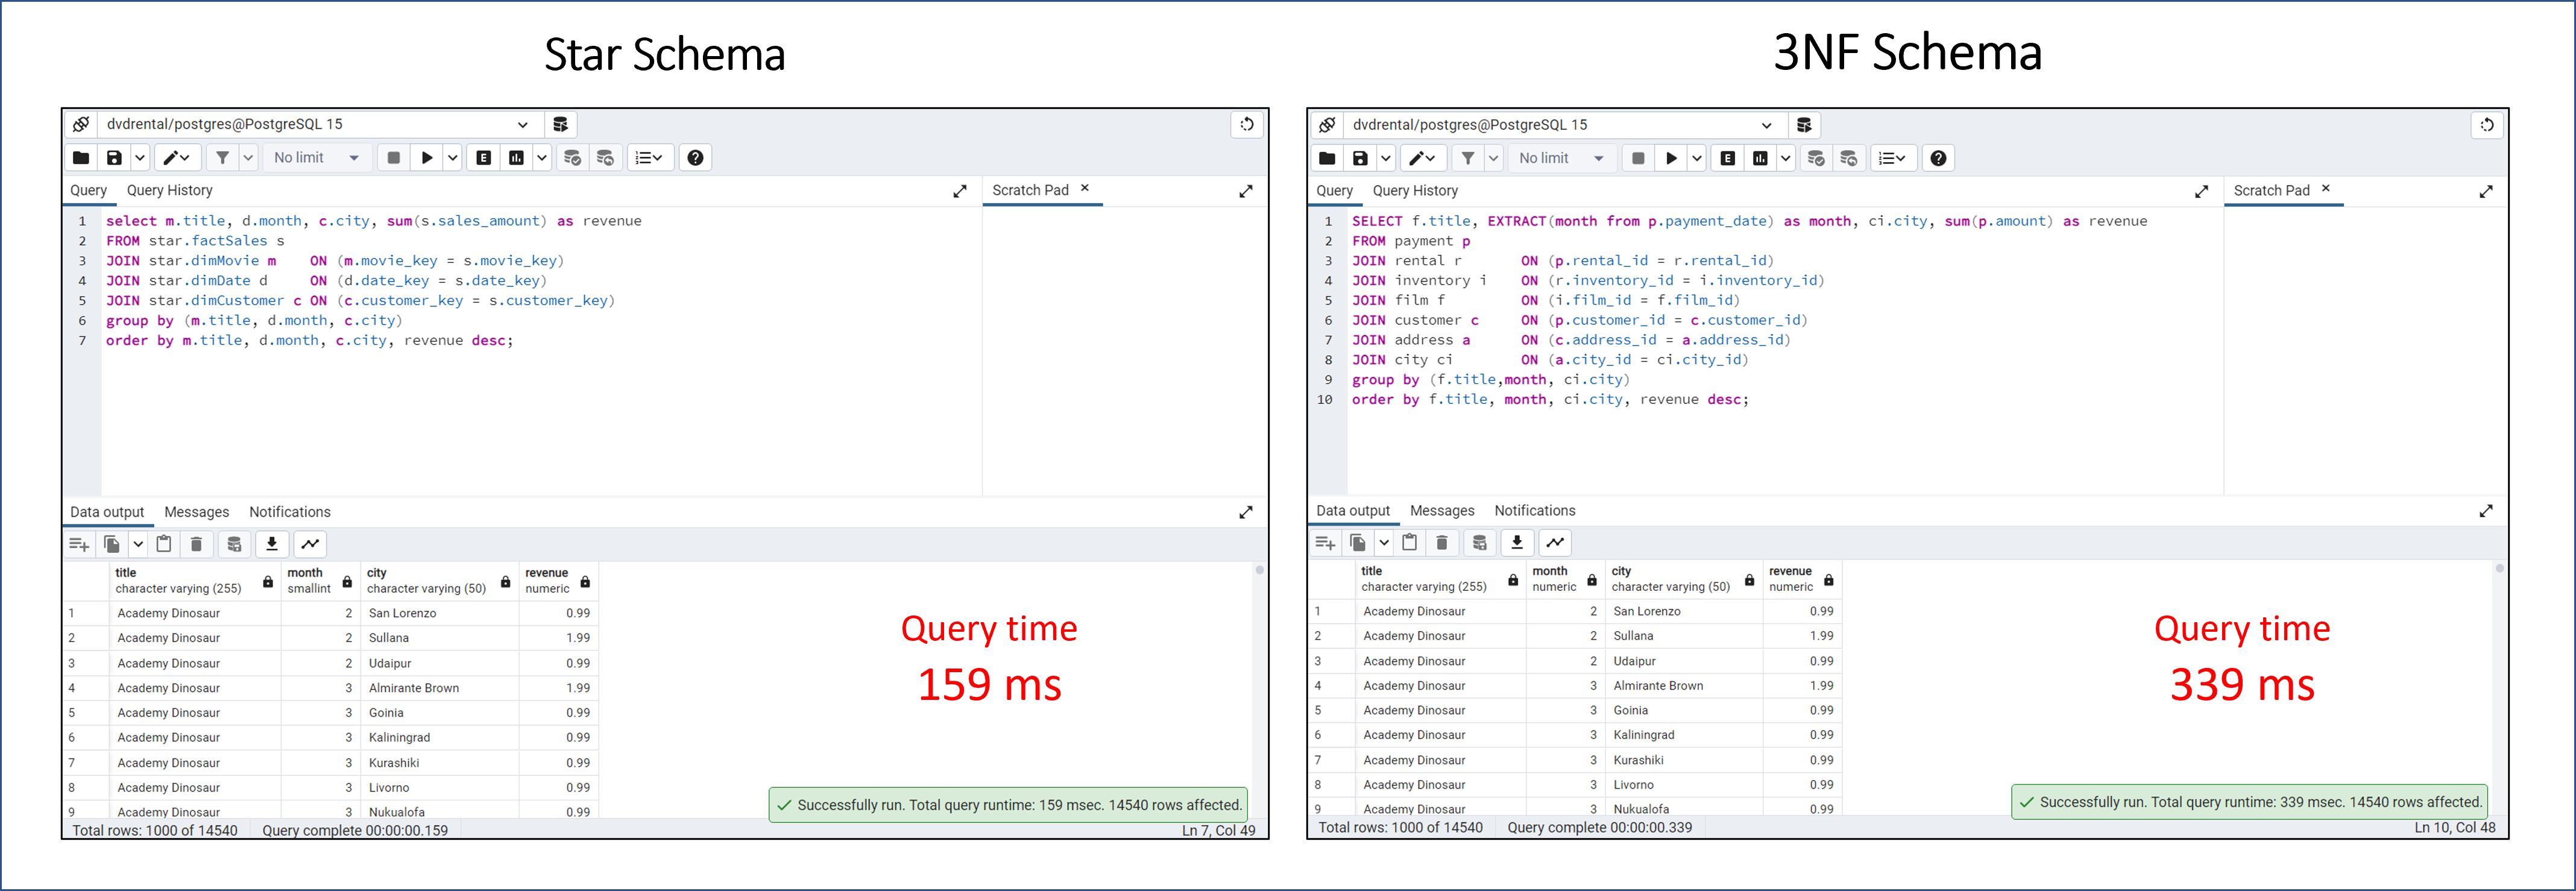 Star Schema
dvdrental/postgres@PostgreSQL 15
No limit
E
Query Query History
Scratch Pad ×
1 select m.title, d.month, c.city, sum(s.sales_amount) as revenue
2 FROM star.factSales s
3 JOIN star.dimMovie m ON (m.movie_key = s.movie_key)
4 JOIN star.dimDate d ON (d.date_key = s.date_key)
5 JOIN star.dimCustomer c ON (c.customer_key = s.customer_key)
6 group by (m.title, d.month, c.city)
7 order by m.title, d.month, c.city, revenue desc;
Data output Messages Notifications
title month city revenue
character varying (255) smallint character varying (50) numeric
1 Academy Dinosaur 2 San Lorenzo 0.99
2 Academy Dinosaur 2 Sullana 1.99
3 Academy Dinosaur 2 Udaipur 0.99
4 Academy Dinosaur 3 Almirante Brown 1.99
5 Academy Dinosaur 3 Goinia 0.99
6 Academy Dinosaur 3 Kaliningrad 0.99
7 Academy Dinosaur 3 Kurashiki 0.99
8 Academy Dinosaur 3 Livorno 0.99
9 Academy Dinosaur 3 Nukualofa 0.99
Query time
159 ms
Successfully run. Total query runtime: 159 msec. 14540 rows affected.
Total rows: 1000 of 14540 Query complete 00:00:00.159 Ln 7, Col 49
3NF Schema
dvdrental/postgres@PostgreSQL 15
No limit
E
Query Query History
Scratch Pad ×
1 SELECT f.title, EXTRACT(month from p.payment_date) as month, ci.city, sum(p.amount) as revenue
2 FROM payment p
3 JOIN rental r ON (p.rental_id = r.rental_id)
4 JOIN inventory i ON (r.inventory_id = i.inventory_id)
5 JOIN film f ON (i.film_id = f.film_id)
6 JOIN customer c ON (p.customer_id = c.customer_id)
7 JOIN address a ON (c.address_id = a.address_id)
8 JOIN city ci ON (a.city_id = ci.city_id)
9 group by (f.title,month, ci.city)
10 order by f.title, month, ci.city, revenue desc;
Data output Messages Notifications
title month city revenue
character varying (255) numeric character varying (50) numeric
1 Academy Dinosaur 2 San Lorenzo 0.99
2 Academy Dinosaur 2 Sullana 1.99
3 Academy Dinosaur 2 Udaipur 0.99
4 Academy Dinosaur 3 Almirante Brown 1.99
5 Academy Dinosaur 3 Goinia 0.99
6 Academy Dinosaur 3 Kaliningrad 0.99
7 Academy Dinosaur 3 Kurashiki 0.99
8 Academy Dinosaur 3 Livorno 0.99
9 Academy Dinosaur 3 Nukualofa 0.99
Query time
339 ms
Successfully run. Total query runtime: 339 msec. 14540 rows affected.
Total rows: 1000 of 14540 Query complete 00:00:00.339 Ln 10, Col 48